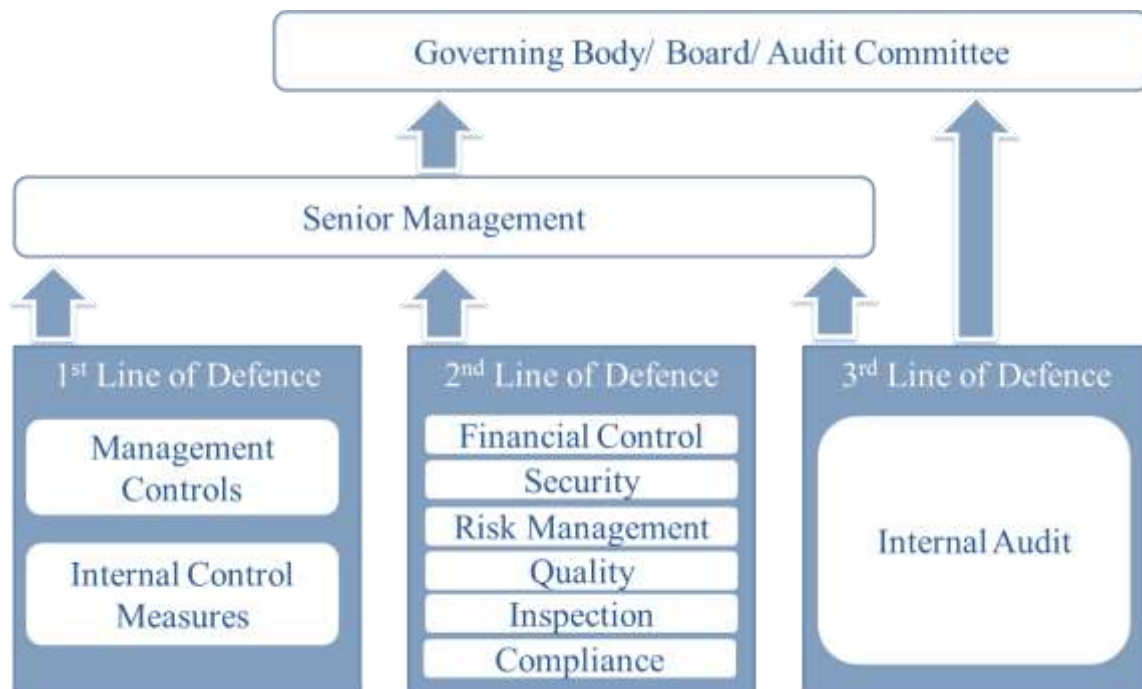 Governing Body/ Board/ Audit Committee
Senior Management
1st Line of Defence
Management
Controls
Internal Control
Measures
2nd Line of Defence
Financial Control
Security
Risk Management
Quality
Inspection
Compliance
3rd Line of Defence
Internal Audit